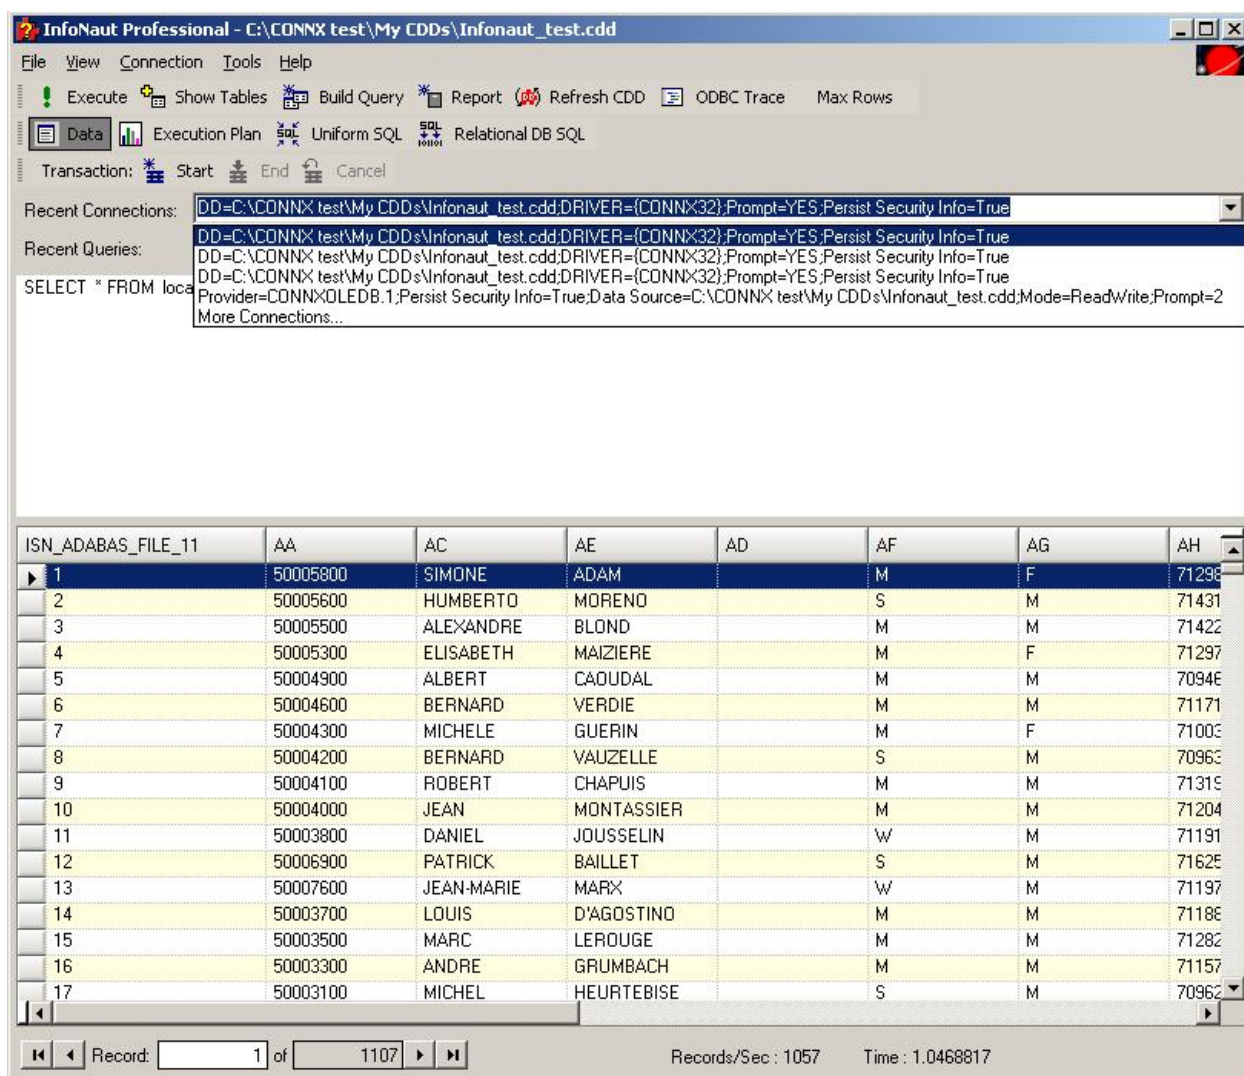 InfoNaut Professional - C:\CONNX test\My CDDs\Infonaut_test.cdd
File View Connection Tools Help
Execute Show Tables Build Query Report Refresh CDD ODBC Trace Max Rows
Data Execution Plan Uniform SQL Relational DB SQL
Transaction: Start End Cancel
Recent Connections: DD=C:\CONNX test\My CDDs\Infonaut_test.cdd;DRIVER={CONNX32};Prompt=YES;Persist Security Info=True
DD=C:\CONNX test\My CDDs\Infonaut_test.cdd;DRIVER={CONNX32};Prompt=YES;Persist Security Info=True
Recent Queries: DD=C:\CONNX test\My CDDs\Infonaut_test.cdd;DRIVER={CONNX32};Prompt=YES;Persist Security Info=True
DD=C:\CONNX test\My CDDs\Infonaut_test.cdd;DRIVER={CONNX32};Prompt=YES;Persist Security Info=True
SELECT * FROM loca Provider=CONNXOLEDB.1;Persist Security Info=True;Data Source=C:\CONNX test\My CDDs\Infonaut_test.cdd;Mode=ReadWrite;Prompt=2
More Connections...
ISN_ADABAS_FILE_11 AA AC AE AD AF AG AH
1 50005800 SIMONE ADAM M F 71298
2 50005600 HUMBERTO MORENO S M 71431
3 50005500 ALEXANDRE BLOND M M 71422
4 50005300 ELISABETH MAIZIERE M F 71297
5 50004900 ALBERT CAOUDAL M M 70946
6 50004600 BERNARD VERDIE M M 71171
7 50004300 MICHELE GUERIN M F 71003
8 50004200 BERNARD VAUZELLE S M 70963
9 50004100 ROBERT CHAPUIS M M 71319
10 50004000 JEAN MONTASSIER M M 71204
11 50003800 DANIEL JOUSSELIN W M 71191
12 50006900 PATRICK BAILLET S M 71625
13 50007600 JEAN-MARIE MARX W M 71197
14 50003700 LOUIS D'AGOSTINO M M 71188
15 50003500 MARC LEROUGE M M 71282
16 50003300 ANDRE GRUMBACH M M 71157
17 50003100 MICHEL HEURTEBISE S M 70962
Record: 1 of 1107 Records/Sec : 1057 Time : 1.0468817